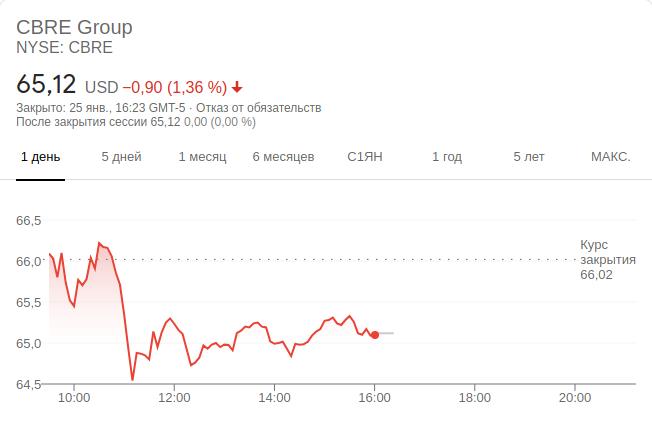 CBRE Group
NYSE: CBRE
65,12 USD −0,90 (1,36 %)
Закрыто: 25 янв., 16:23 GMT-5 · Отказ от обязательств
После закрытия сессии 65,12 0,00 (0,00 %)
1 день 5 дней 1 месяц 6 месяцев С1ЯН 1 год 5 лет МАКС.
66,5
66,0
65,5
65,0
64,5
Курс
закрытия
66,02
10:00 12:00 14:00 16:00 18:00 20:00